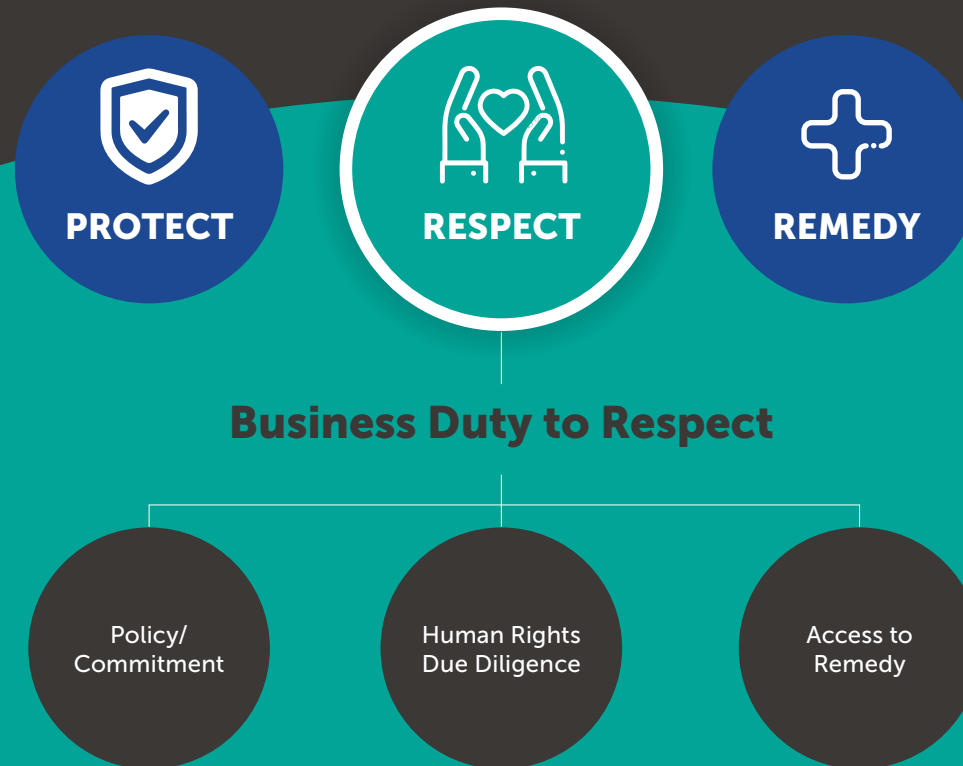 PROTECT
RESPECT
REMEDY
Business Duty to Respect
Policy/
Commitment
Human Rights
Due Diligence
Access to
Remedy